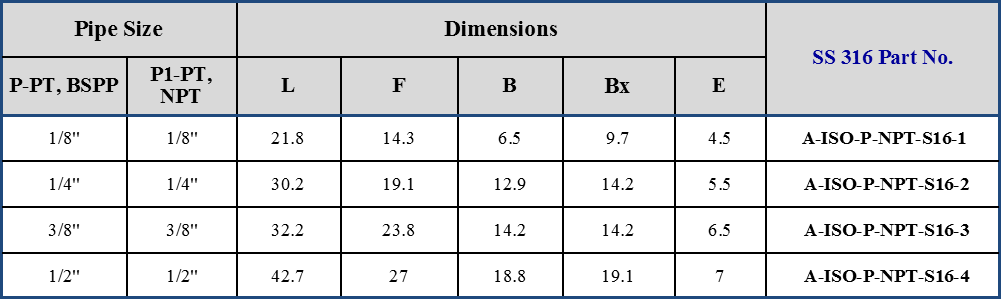 Pipe Size Dimensions SS 316 Part No.
P-PT, BSPP P1-PT, NPT L F B Bx E
1/8" 1/8" 21.8 14.3 6.5 9.7 4.5 A-ISO-P-NPT-S16-1
1/4" 1/4" 30.2 19.1 12.9 14.2 5.5 A-ISO-P-NPT-S16-2
3/8" 3/8" 32.2 23.8 14.2 14.2 6.5 A-ISO-P-NPT-S16-3
1/2" 1/2" 42.7 27 18.8 19.1 7 A-ISO-P-NPT-S16-4